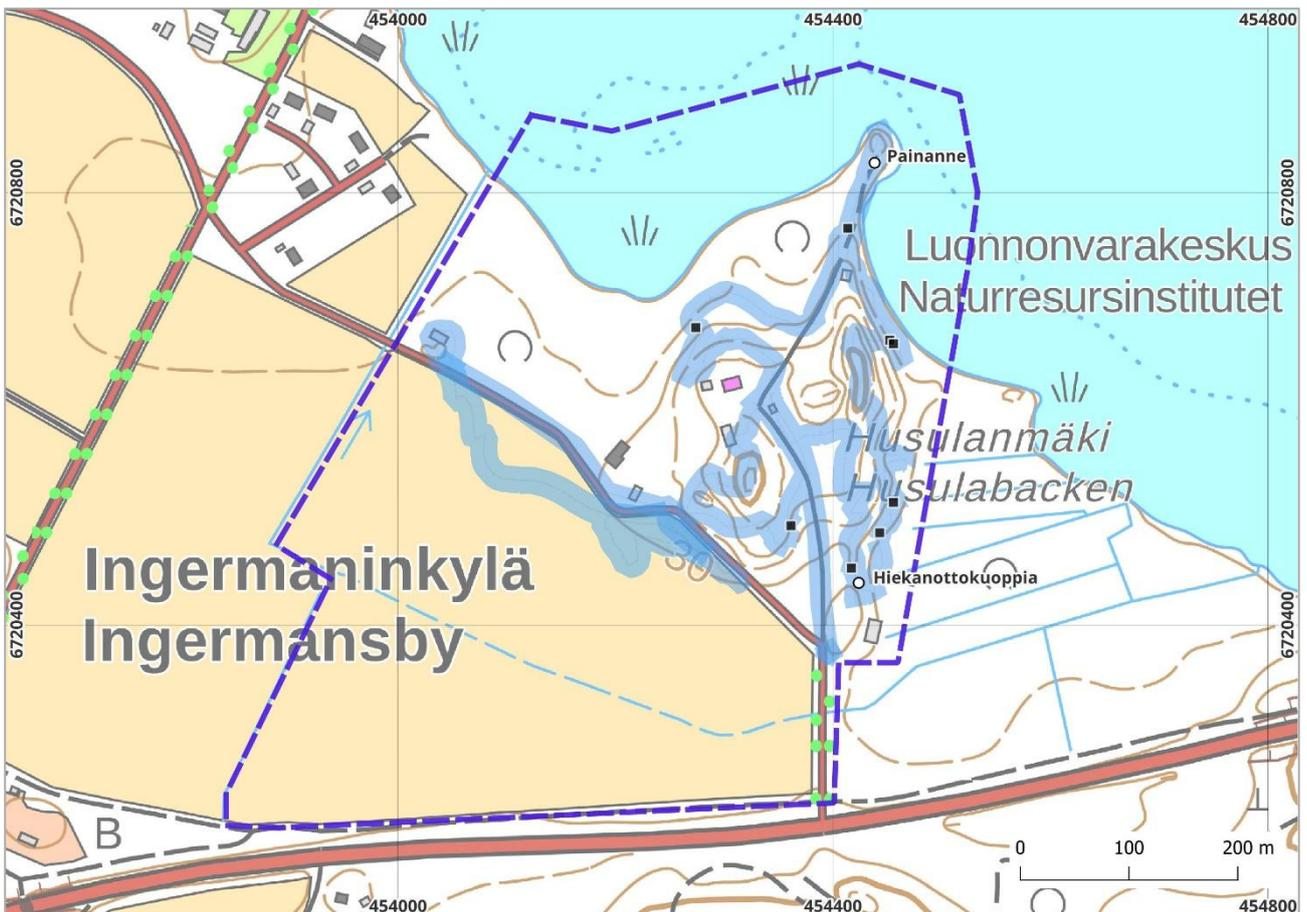 454000
454400
454800
6720800
Painanne
6720800
Luonnonvarakeskus
Naturresursinstitutet
Husulanmäki
Husulabacken
30
Ingermaninkylä
Hiekanottokuoppia
Ingermansby
6720400
6720400
B
0 100 200 m
454000
454400
454800